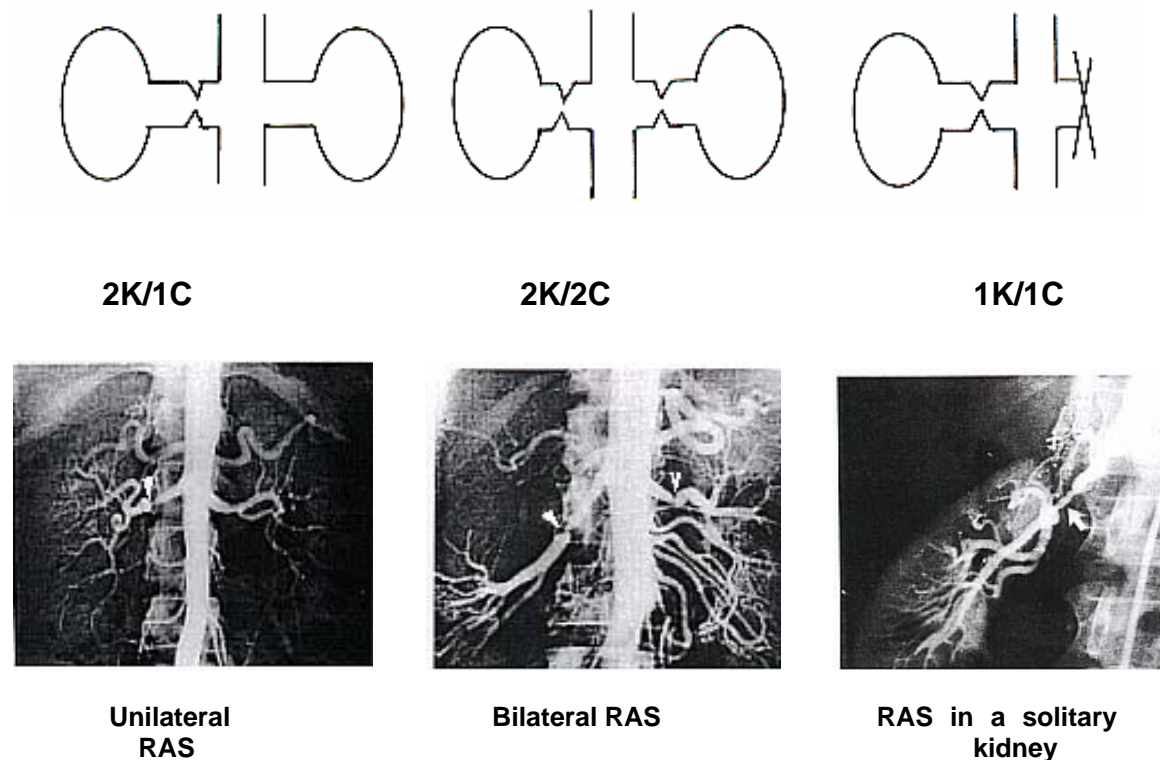 2K/1C
2K/2C
1K/1C
Unilateral
RAS
Bilateral RAS
RAS in a solitary
kidney